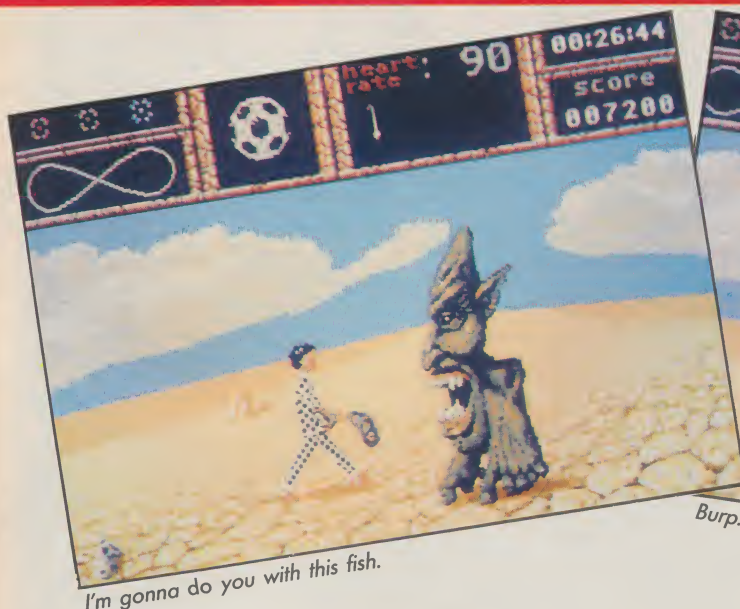 heart rate: 90
00:26:44
score
007200
I'm gonna do you with this fish.
Burp.